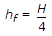 h_f = H/4